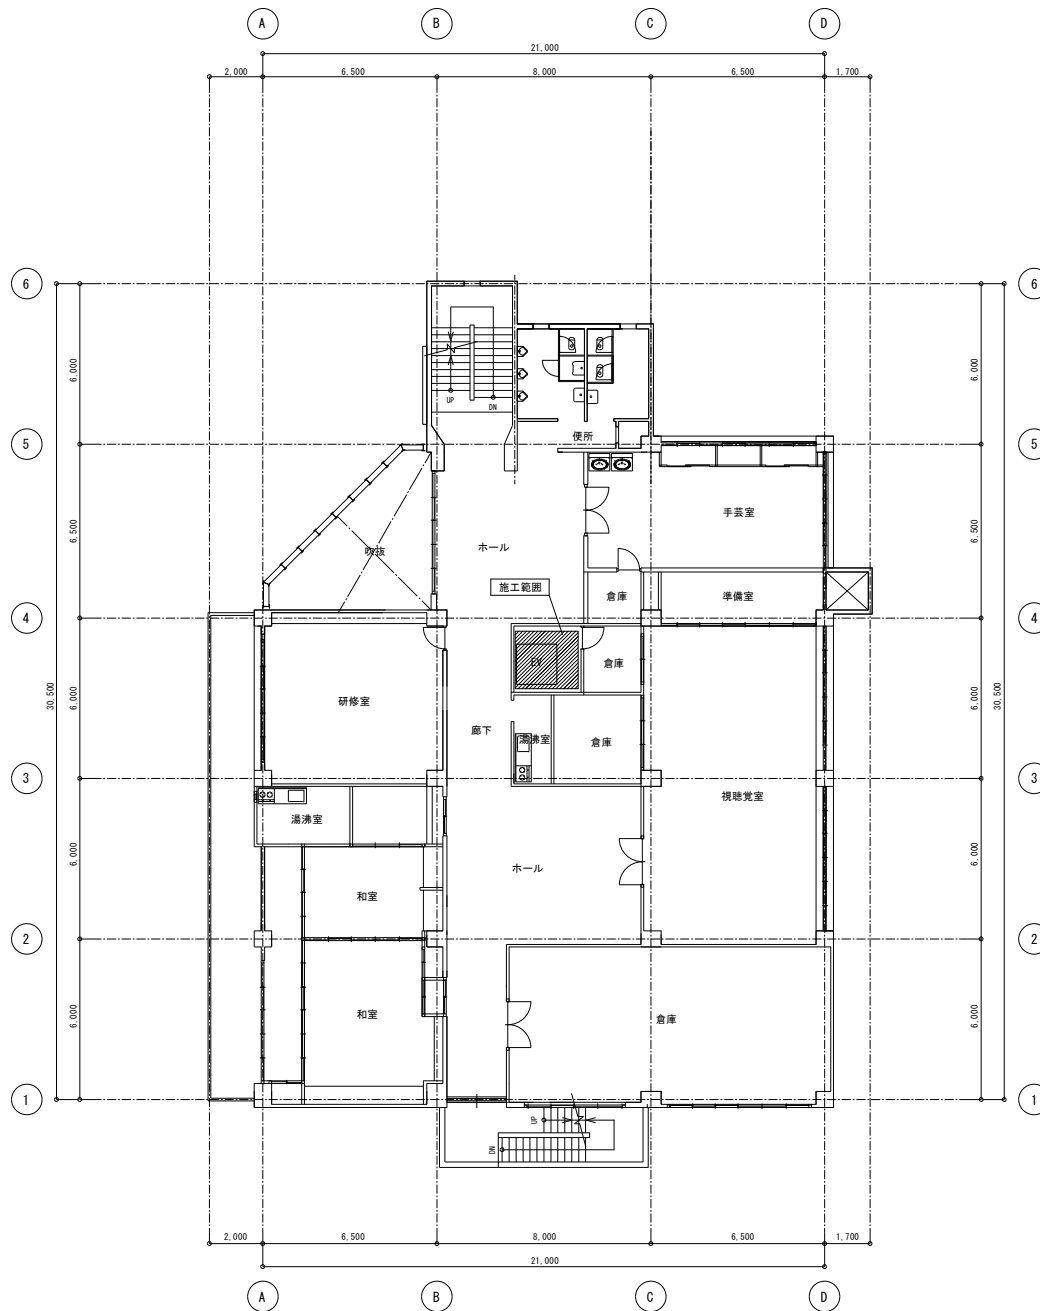 A B C D
21,000
2,000 6,500 8,000 6,500 1,700
6 6
6,000 6,000
UP
DN
便所
5 5
手芸室
6,500 6,500
吹抜
ホール
施工範囲
倉庫
準備室
4 4
EV
倉庫
30,500 30,500
6,000 6,000
研修室
廊下
湯沸室
倉庫
3 3
視聴覚室
湯沸室
6,000 6,000
ホール
和室
2 2
和室
倉庫
6,000 6,000
1 1
UP
DN
2,000 6,500 8,000 6,500 1,700
21,000
A B C D